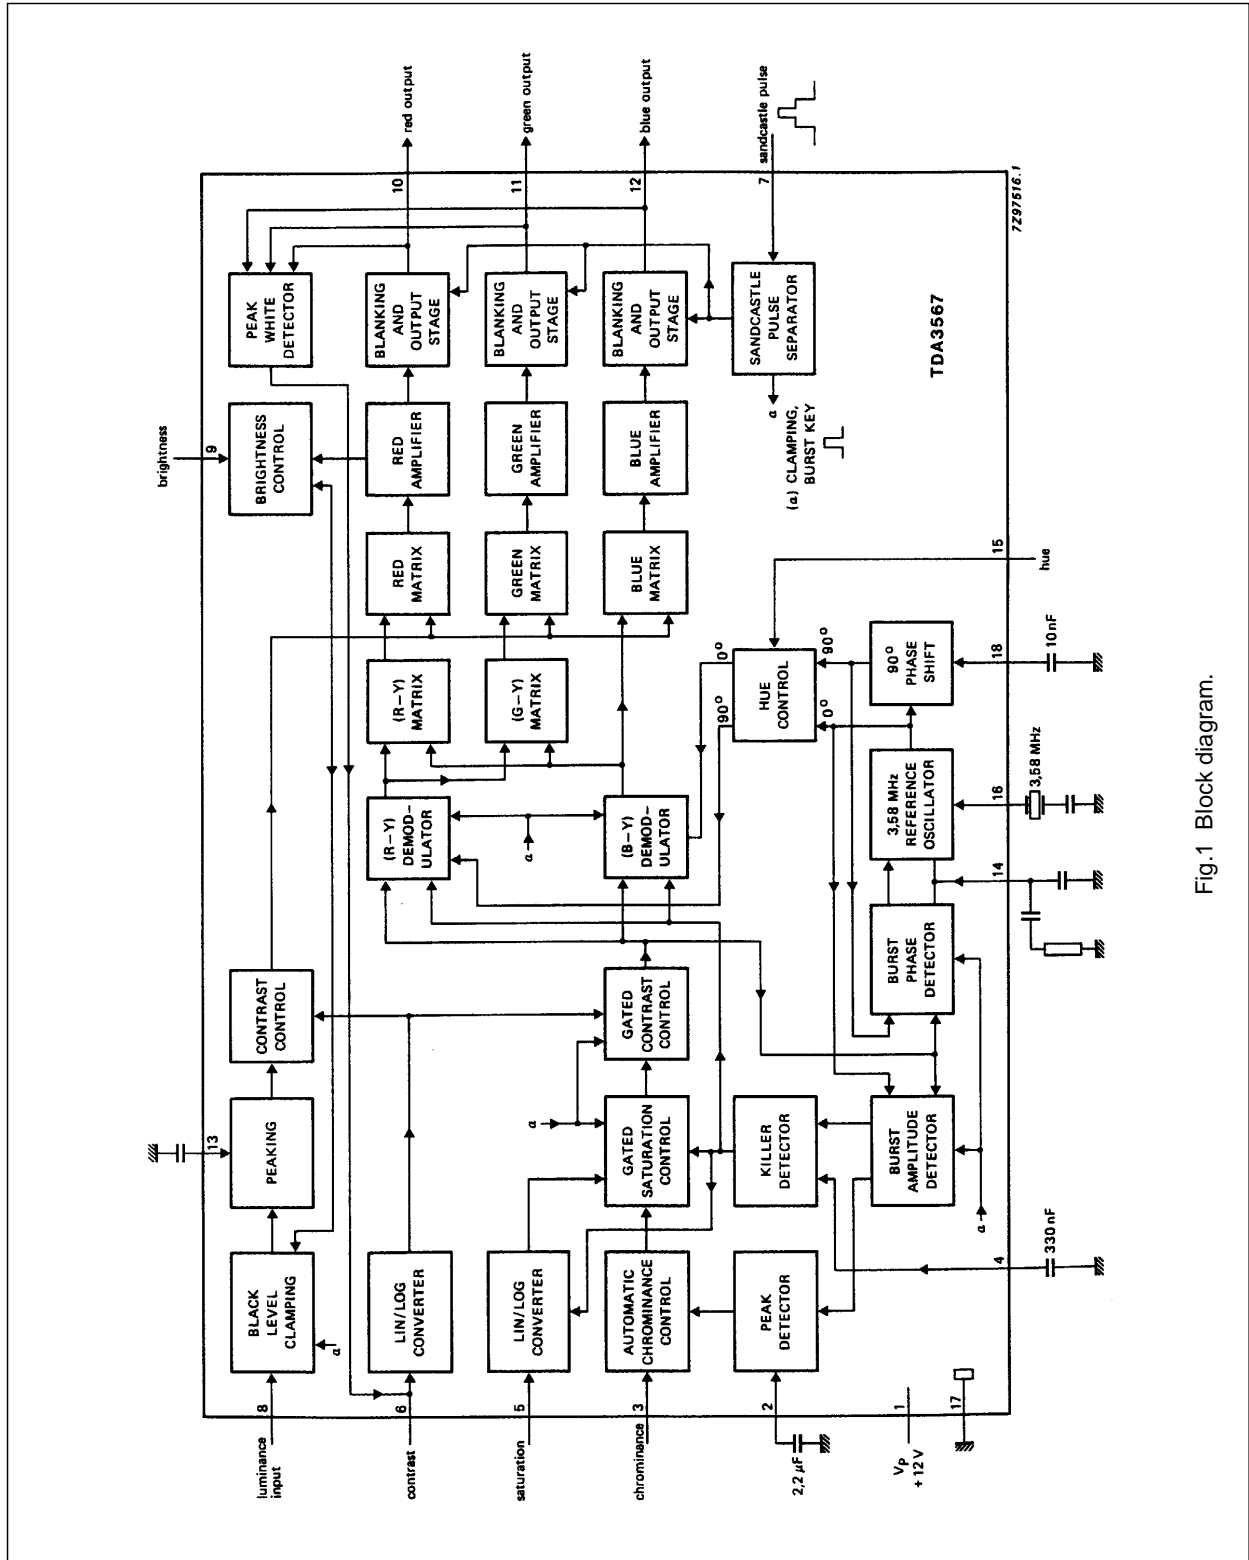 luminance
input
8
BLACK
LEVEL
CLAMPING
α
PEAKING
13
CONTRAST
CONTROL
brightness
9
BRIGHTNESS
CONTROL
PEAK
WHITE
DETECTOR
contrast
6
LIN/LOG
CONVERTER
(R–Y)
DEMOD-
ULATOR
(R–Y)
MATRIX
RED
MATRIX
RED
AMPLIFIER
BLANKING
AND
OUTPUT
STAGE
10
red output
saturation
5
LIN/LOG
CONVERTER
α
α
(G–Y)
MATRIX
GREEN
MATRIX
GREEN
AMPLIFIER
BLANKING
AND
OUTPUT
STAGE
11
green output
chrominance
3
AUTOMATIC
CHROMINANCE
CONTROL
GATED
SATURATION
CONTROL
GATED
CONTRAST
CONTROL
(B–Y)
DEMOD-
ULATOR
BLUE
MATRIX
BLUE
AMPLIFIER
BLANKING
AND
OUTPUT
STAGE
12
blue output
2
2,2 µF
PEAK
DETECTOR
KILLER
DETECTOR
90°
0°
HUE
CONTROL
0°
90°
α
(α) CLAMPING,
BURST KEY
SANDCASTLE
PULSE
SEPARATOR
7
sandcastle pulse
VP
+12 V
1
17
BURST
AMPLITUDE
DETECTOR
α
BURST
PHASE
DETECTOR
3,58 MHz
REFERENCE
OSCILLATOR
90°
PHASE
SHIFT
TDA3567
4
330 nF
14
16
3,58 MHz
18
10 nF
15
hue
7Z97516.1
Fig.1 Block diagram.